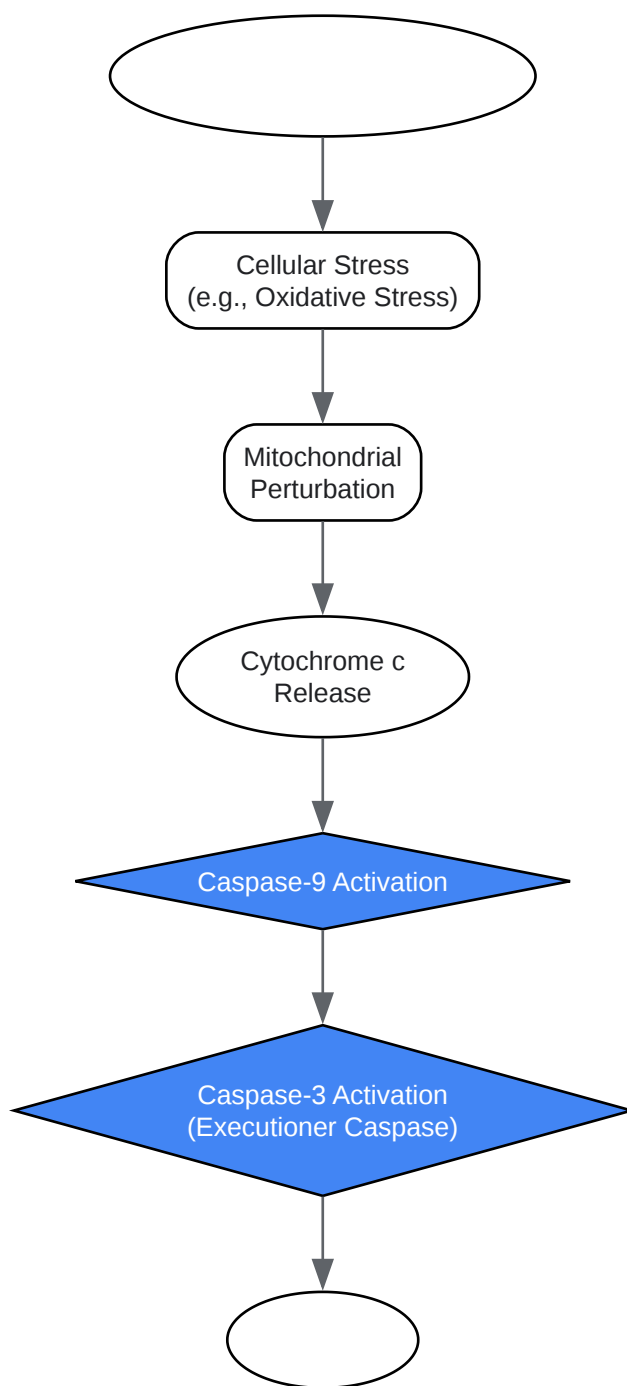 Cellular Stress
(e.g., Oxidative Stress)
Mitochondrial
Perturbation
Cytochrome c
Release
Caspase-9 Activation
Caspase-3 Activation
(Executioner Caspase)